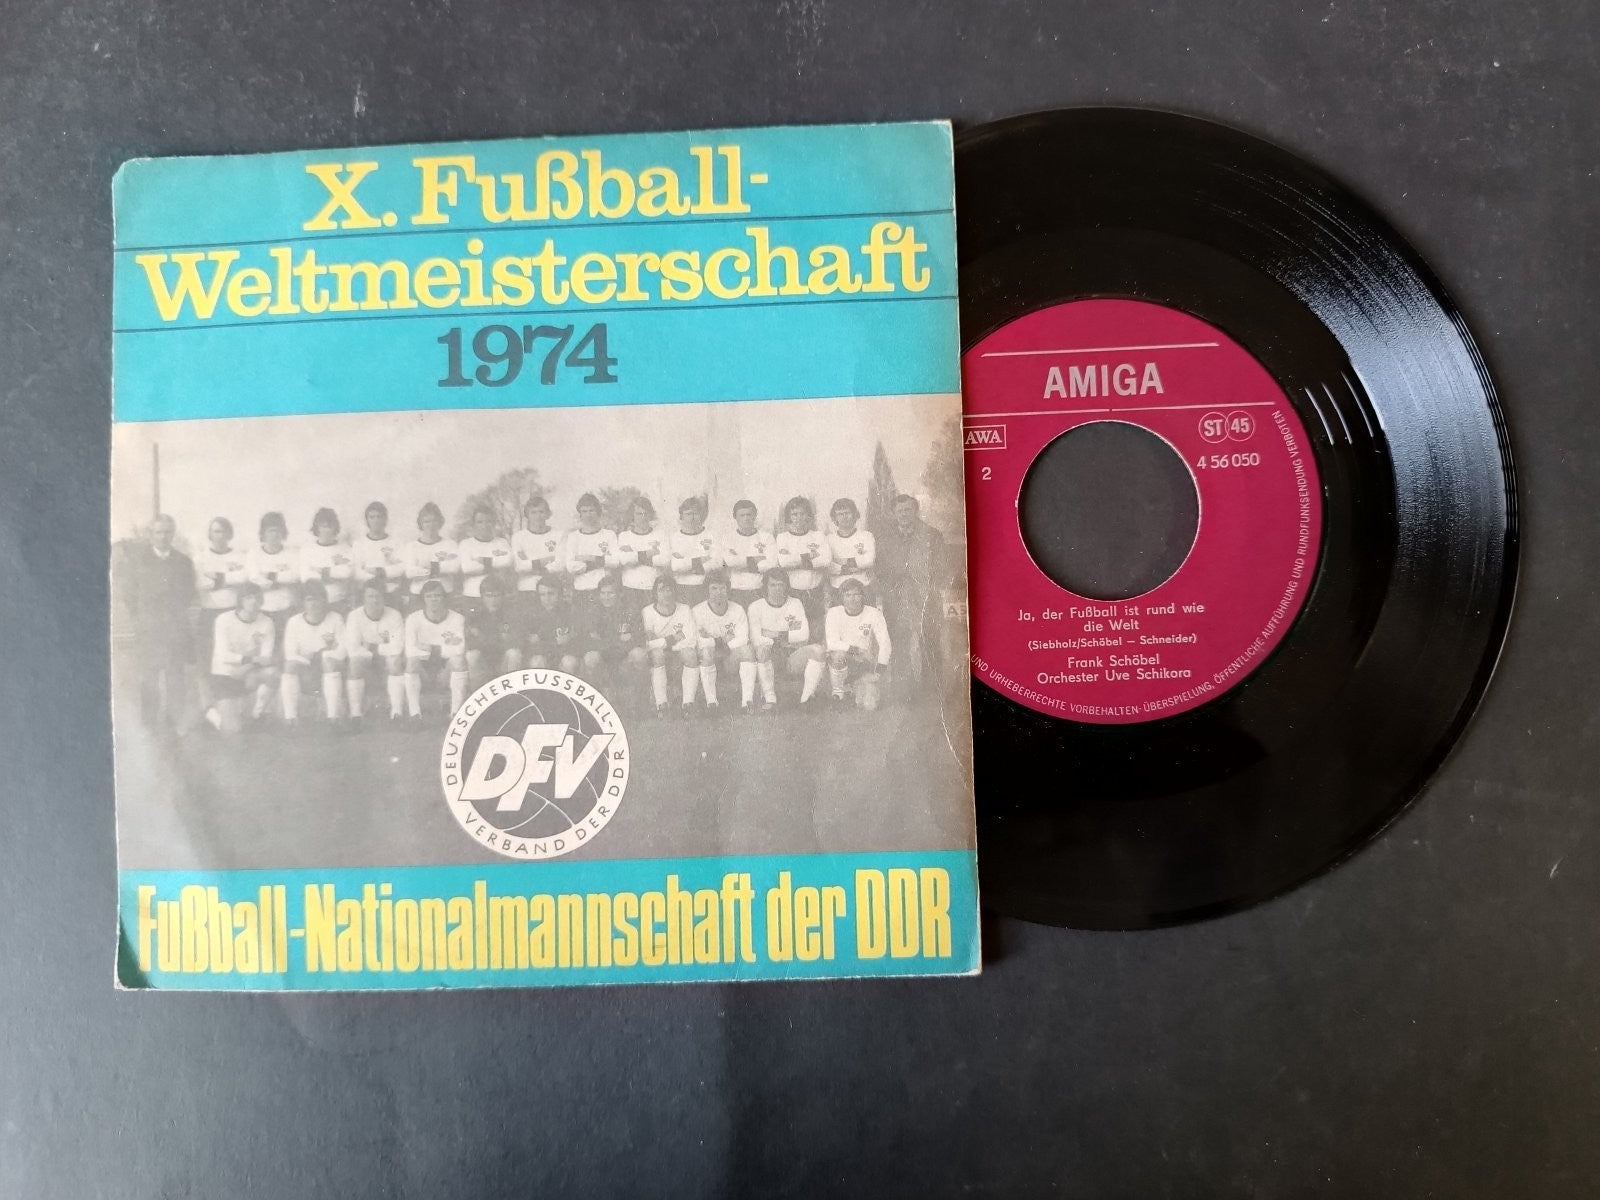 X. Fußball-
Weltmeisterschaft
1974
DEUTSCHER FUSSBALL-
VERBAND DER DDR
DFV
Fußball-Nationalmannschaft der DDR
AMIGA
AWA
ST 45
2
4 56 050
Ja, der Fußball ist rund wie
die Welt
(Siebholz/Schöbel – Schneider)
Frank Schöbel
Orchester Uve Schikora
UND URHEBERRECHTE VORBEHALTEN · ÜBERSPIELUNG, ÖFFENTLICHE AUFFÜHRUNG UND RUNDFUNKSENDUNG VERBOTEN